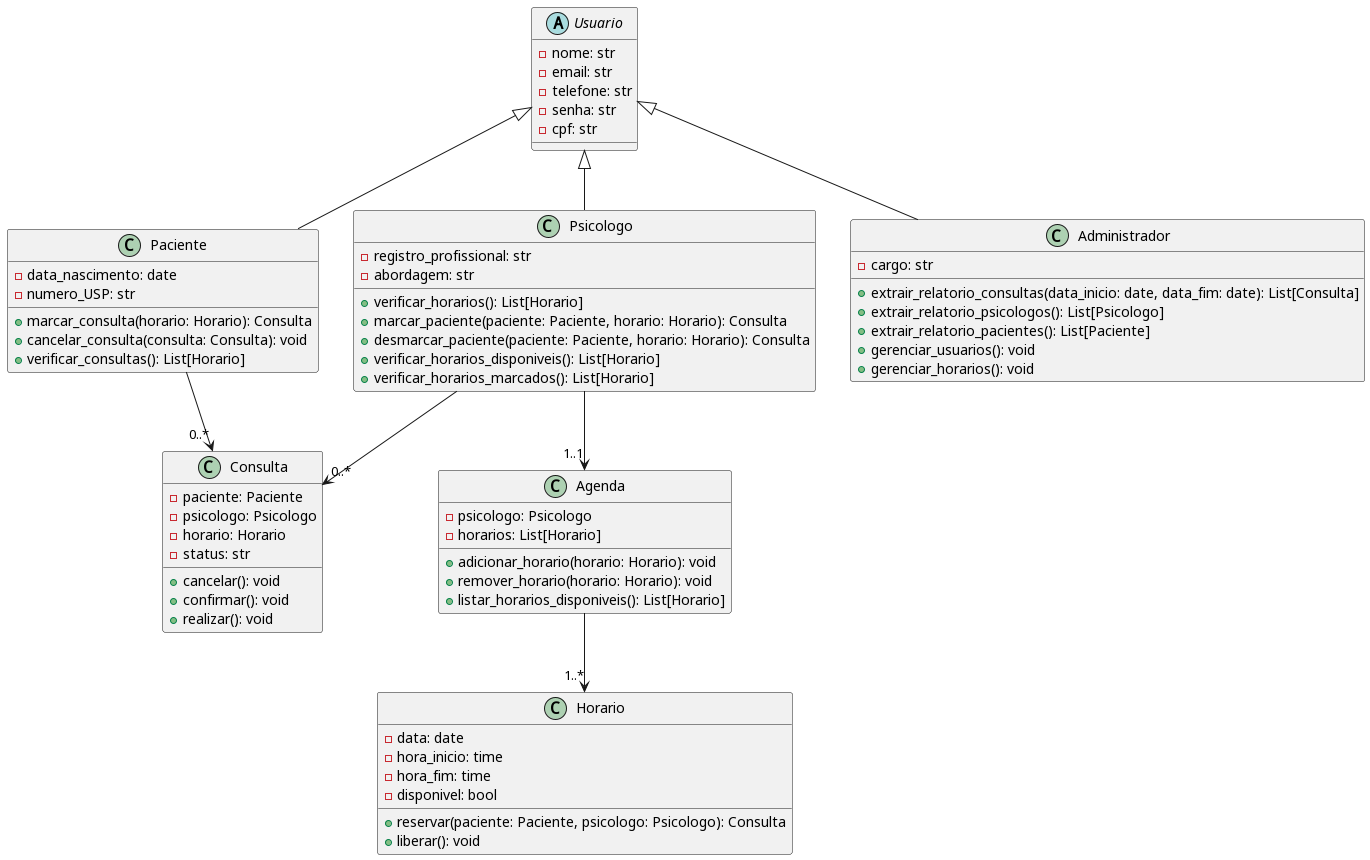 A Usuario
nome: str
email: str
telefone: str
senha: str
cpf: str
C Paciente
data_nascimento: date
numero_USP: str
marcar_consulta(horario: Horario): Consulta
cancelar_consulta(consulta: Consulta): void
verificar_consultas(): List[Horario]
C Psicologo
registro_profissional: str
abordagem: str
verificar_horarios(): List[Horario]
marcar_paciente(paciente: Paciente, horario: Horario): Consulta
desmarcar_paciente(paciente: Paciente, horario: Horario): Consulta
verificar_horarios_disponiveis(): List[Horario]
verificar_horarios_marcados(): List[Horario]
C Administrador
cargo: str
extrair_relatorio_consultas(data_inicio: date, data_fim: date): List[Consulta]
extrair_relatorio_psicologos(): List[Psicologo]
extrair_relatorio_pacientes(): List[Paciente]
gerenciar_usuarios(): void
gerenciar_horarios(): void
0..*
0..*
1..1
C Consulta
paciente: Paciente
psicologo: Psicologo
horario: Horario
status: str
cancelar(): void
confirmar(): void
realizar(): void
C Agenda
psicologo: Psicologo
horarios: List[Horario]
adicionar_horario(horario: Horario): void
remover_horario(horario: Horario): void
listar_horarios_disponiveis(): List[Horario]
1..*
C Horario
data: date
hora_inicio: time
hora_fim: time
disponivel: bool
reservar(paciente: Paciente, psicologo: Psicologo): Consulta
liberar(): void